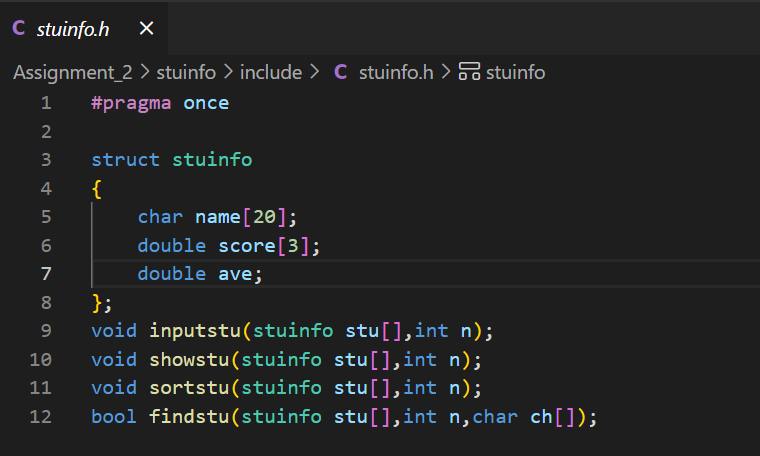 C stuinfo.h ×
Assignment_2 > stuinfo > include > C stuinfo.h > stuinfo
1 #pragma once
2
3 struct stuinfo
4 {
5     char name[20];
6     double score[3];
7     double ave;
8 };
9 void inputstu(stuinfo stu[],int n);
10 void showstu(stuinfo stu[],int n);
11 void sortstu(stuinfo stu[],int n);
12 bool findstu(stuinfo stu[],int n,char ch[]);